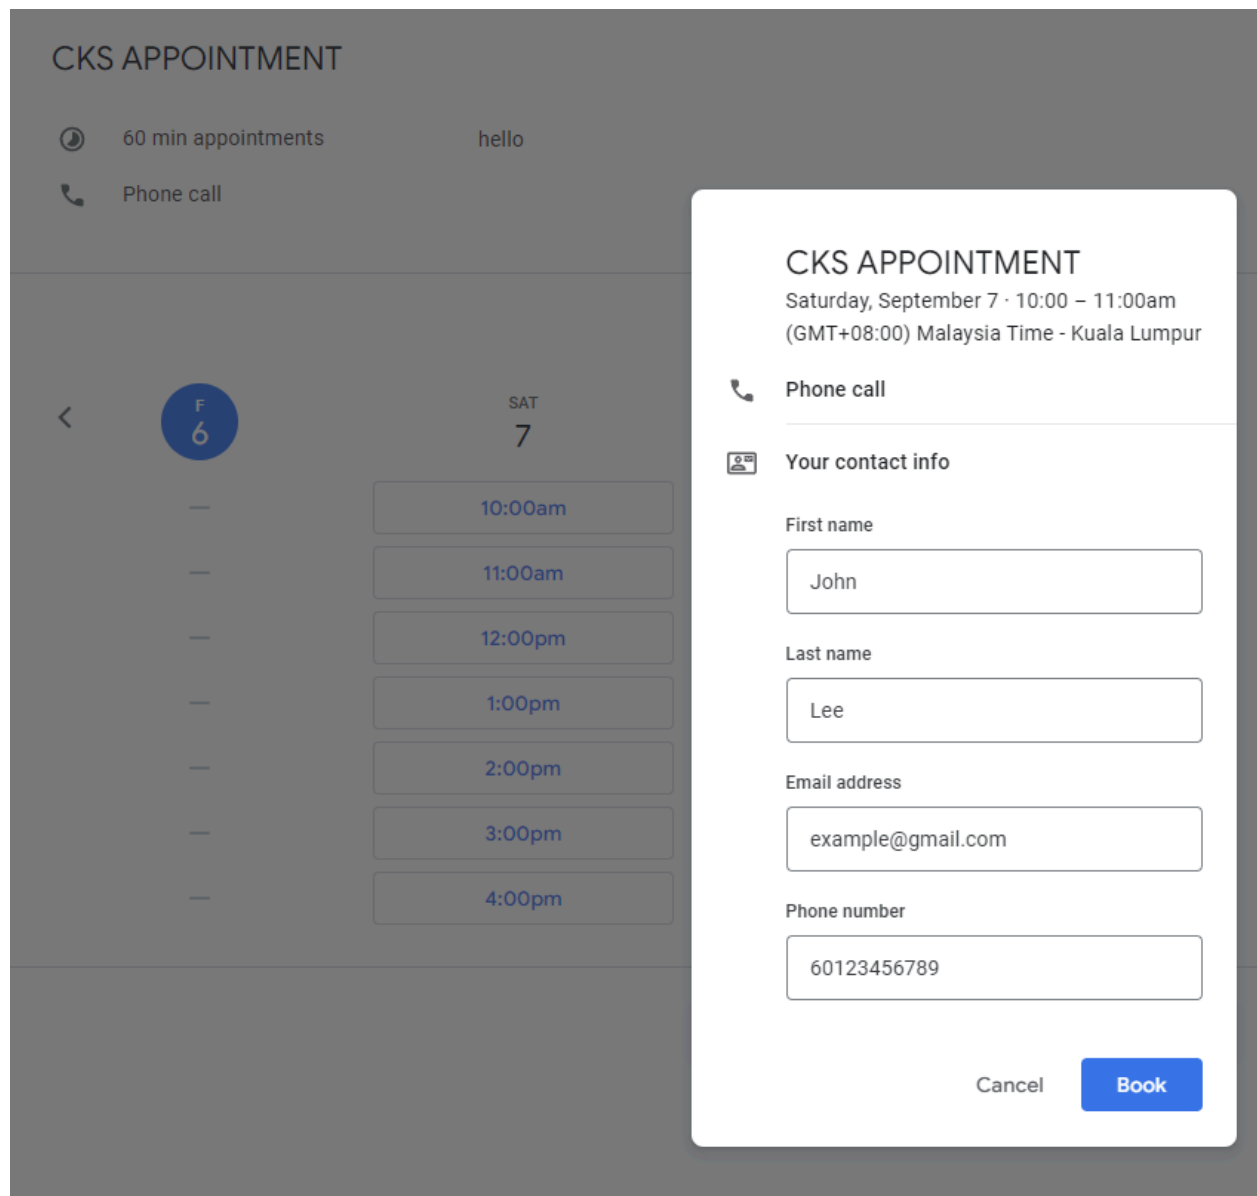 CKS APPOINTMENT
60 min appointments
hello
Phone call
F
6
SAT
7
10:00am
11:00am
12:00pm
1:00pm
2:00pm
3:00pm
4:00pm
CKS APPOINTMENT
Saturday, September 7 · 10:00 – 11:00am
(GMT+08:00) Malaysia Time - Kuala Lumpur
Phone call
Your contact info
First name
John
Last name
Lee
Email address
example@gmail.com
Phone number
60123456789
Cancel
Book